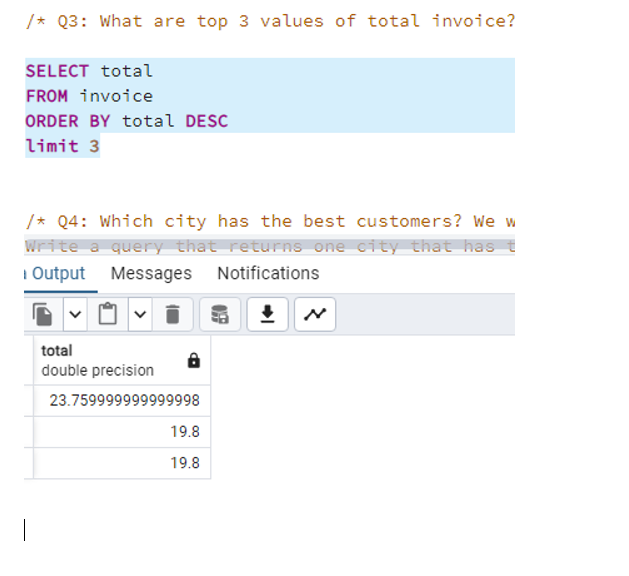 /* Q3: What are top 3 values of total invoice?
SELECT total
FROM invoice
ORDER BY total DESC
limit 3
/* Q4: Which city has the best customers? We w
Write a query that returns one city that has t
Output Messages Notifications
total
double precision
23.759999999999998
19.8
19.8